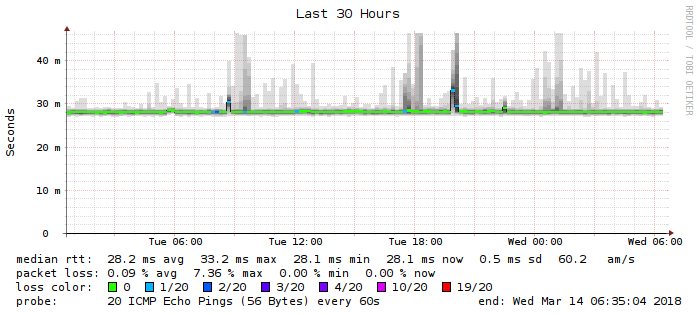 Last 30 Hours
RRDTOOL / TOBI OETIKER
Seconds
40 m
30 m
20 m
10 m
0
Tue 06:00 Tue 12:00 Tue 18:00 Wed 00:00 Wed 06:00
median rtt: 28.2 ms avg 33.2 ms max 28.1 ms min 28.1 ms now 0.5 ms sd 60.2 am/s
packet loss: 0.09 % avg 7.36 % max 0.00 % min 0.00 % now
loss color: 0 1/20 2/20 3/20 4/20 10/20 19/20
probe: 20 ICMP Echo Pings (56 Bytes) every 60s end: Wed Mar 14 06:35:04 2018